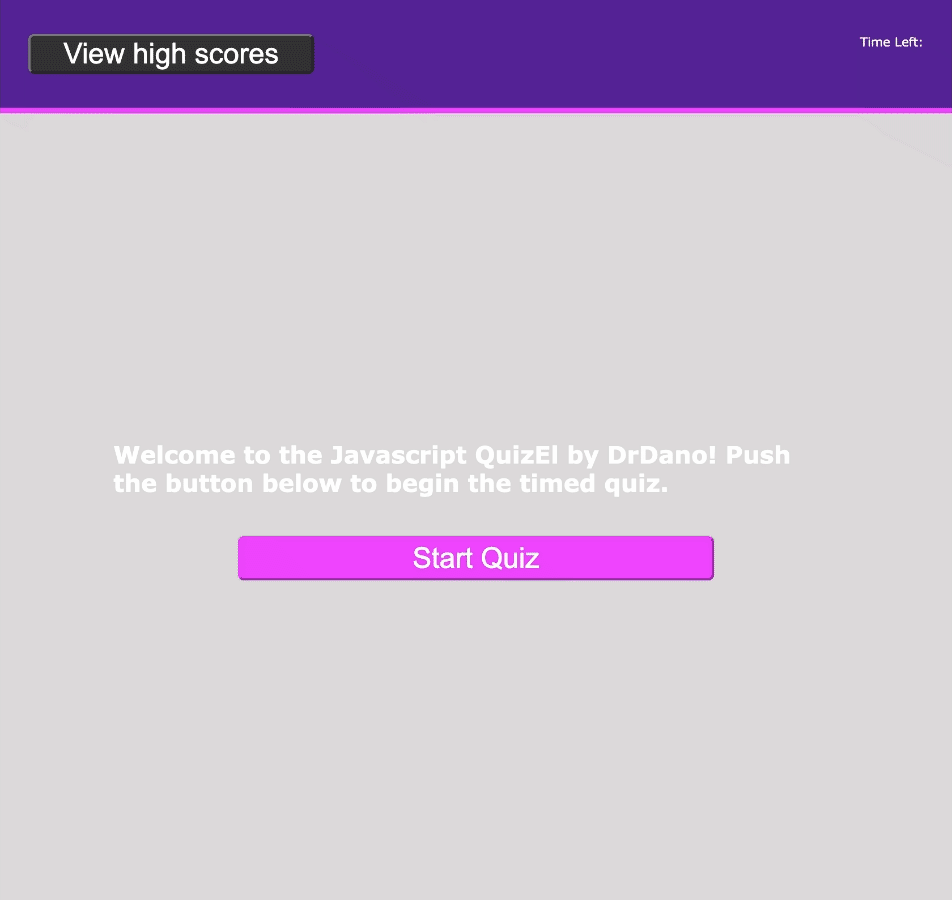 View high scores
Time Left:
Welcome to the Javascript QuizEl by DrDano! Push
the button below to begin the timed quiz.
Start Quiz